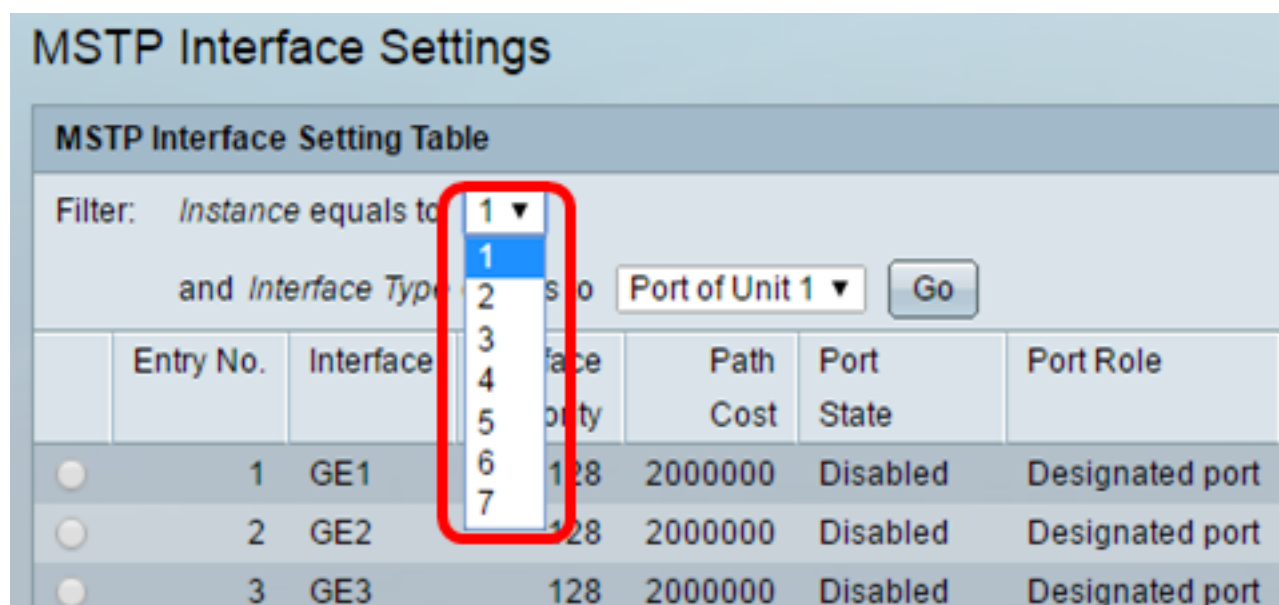 MSTP Interface Settings
MSTP Interface Setting Table
Filter: Instance equals to 1
1
2
3
4
5
6
7
and Interface Type to Port of Unit 1 Go
Entry No. Interface Path Port Port Role
Cost State
1 GE1 128 2000000 Disabled Designated port
2 GE2 128 2000000 Disabled Designated port
3 GE3 128 2000000 Disabled Designated port